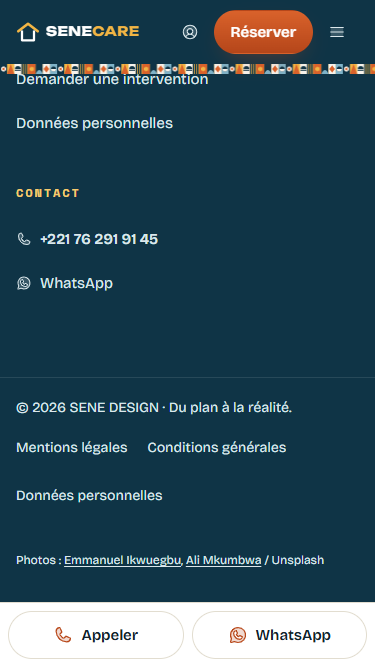 SENECARE
Réserver
Demander une intervention
Données personnelles
CONTACT
+221 76 291 91 45
WhatsApp
© 2026 SENE DESIGN · Du plan à la réalité.
Mentions légales Conditions générales
Données personnelles
Photos : Emmanuel Ikwuegbu, Ali Mkumbwa / Unsplash
Appeler WhatsApp